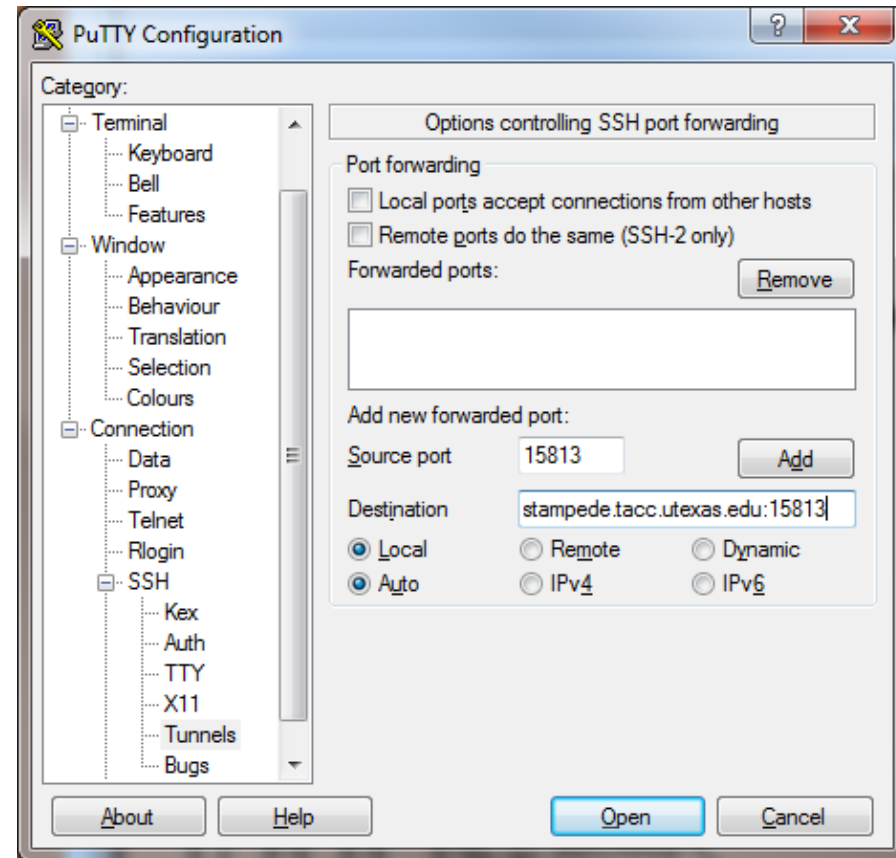 PuTTY Configuration
Category:
Terminal
Keyboard
Bell
Features
Window
Appearance
Behaviour
Translation
Selection
Colours
Connection
Data
Proxy
Telnet
Rlogin
SSH
Kex
Auth
TTY
X11
Tunnels
Bugs
Options controlling SSH port forwarding
Port forwarding
Local ports accept connections from other hosts
Remote ports do the same (SSH-2 only)
Forwarded ports:
Remove
Add new forwarded port:
Source port 15813 Add
Destination stampede.tacc.utexas.edu:15813
Local Remote Dynamic
Auto IPv4 IPv6
About Help Open Cancel